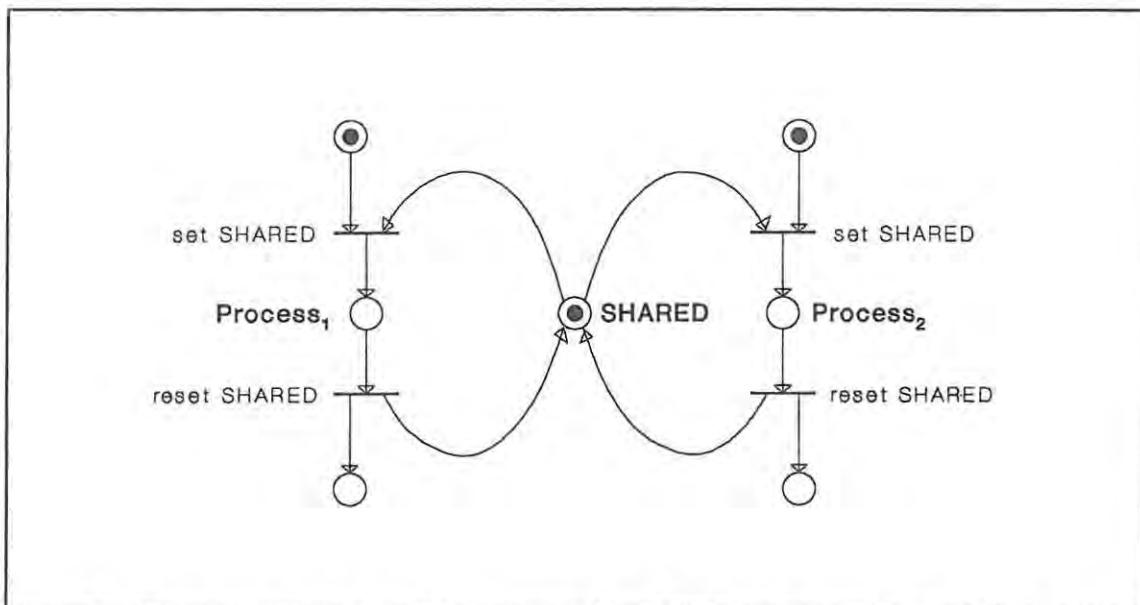 set SHARED
set SHARED
Process₁
SHARED
Process₂
reset SHARED
reset SHARED